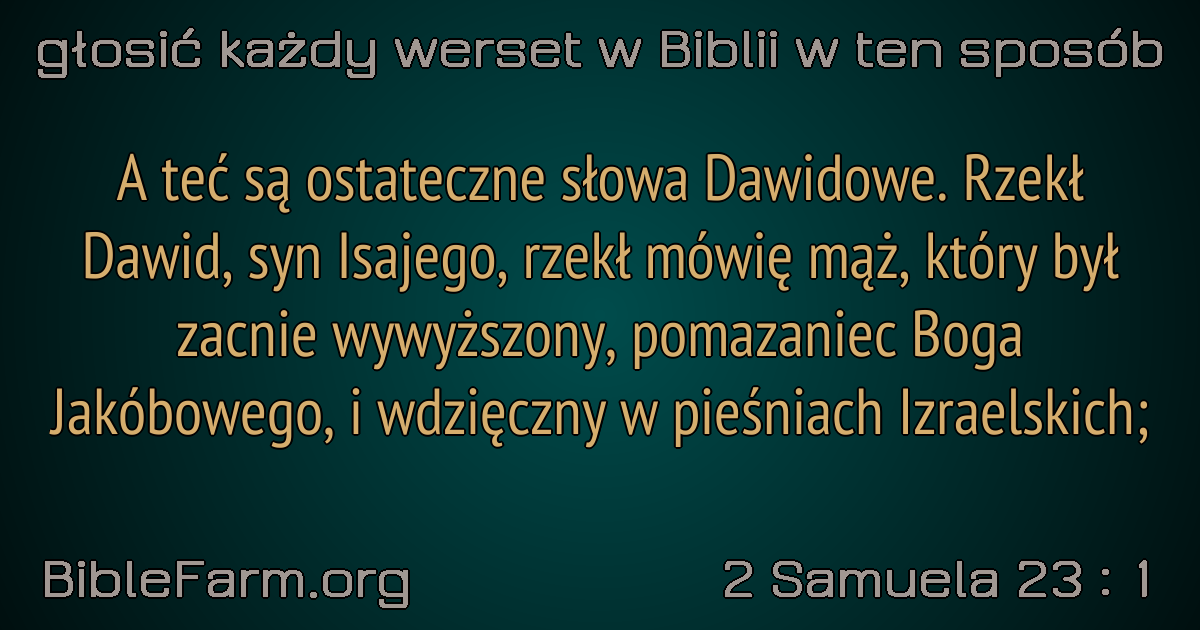 głosić każdy werset w Biblii w ten sposób
A teć są ostateczne słowa Dawidowe. Rzekł
Dawid, syn Isajego, rzekł mówię mąż, który był
zacnie wywyższony, pomazaniec Boga
Jakóbowego, i wdzięczny w pieśniach Izraelskich;
BibleFarm.org
2 Samuela 23 : 1